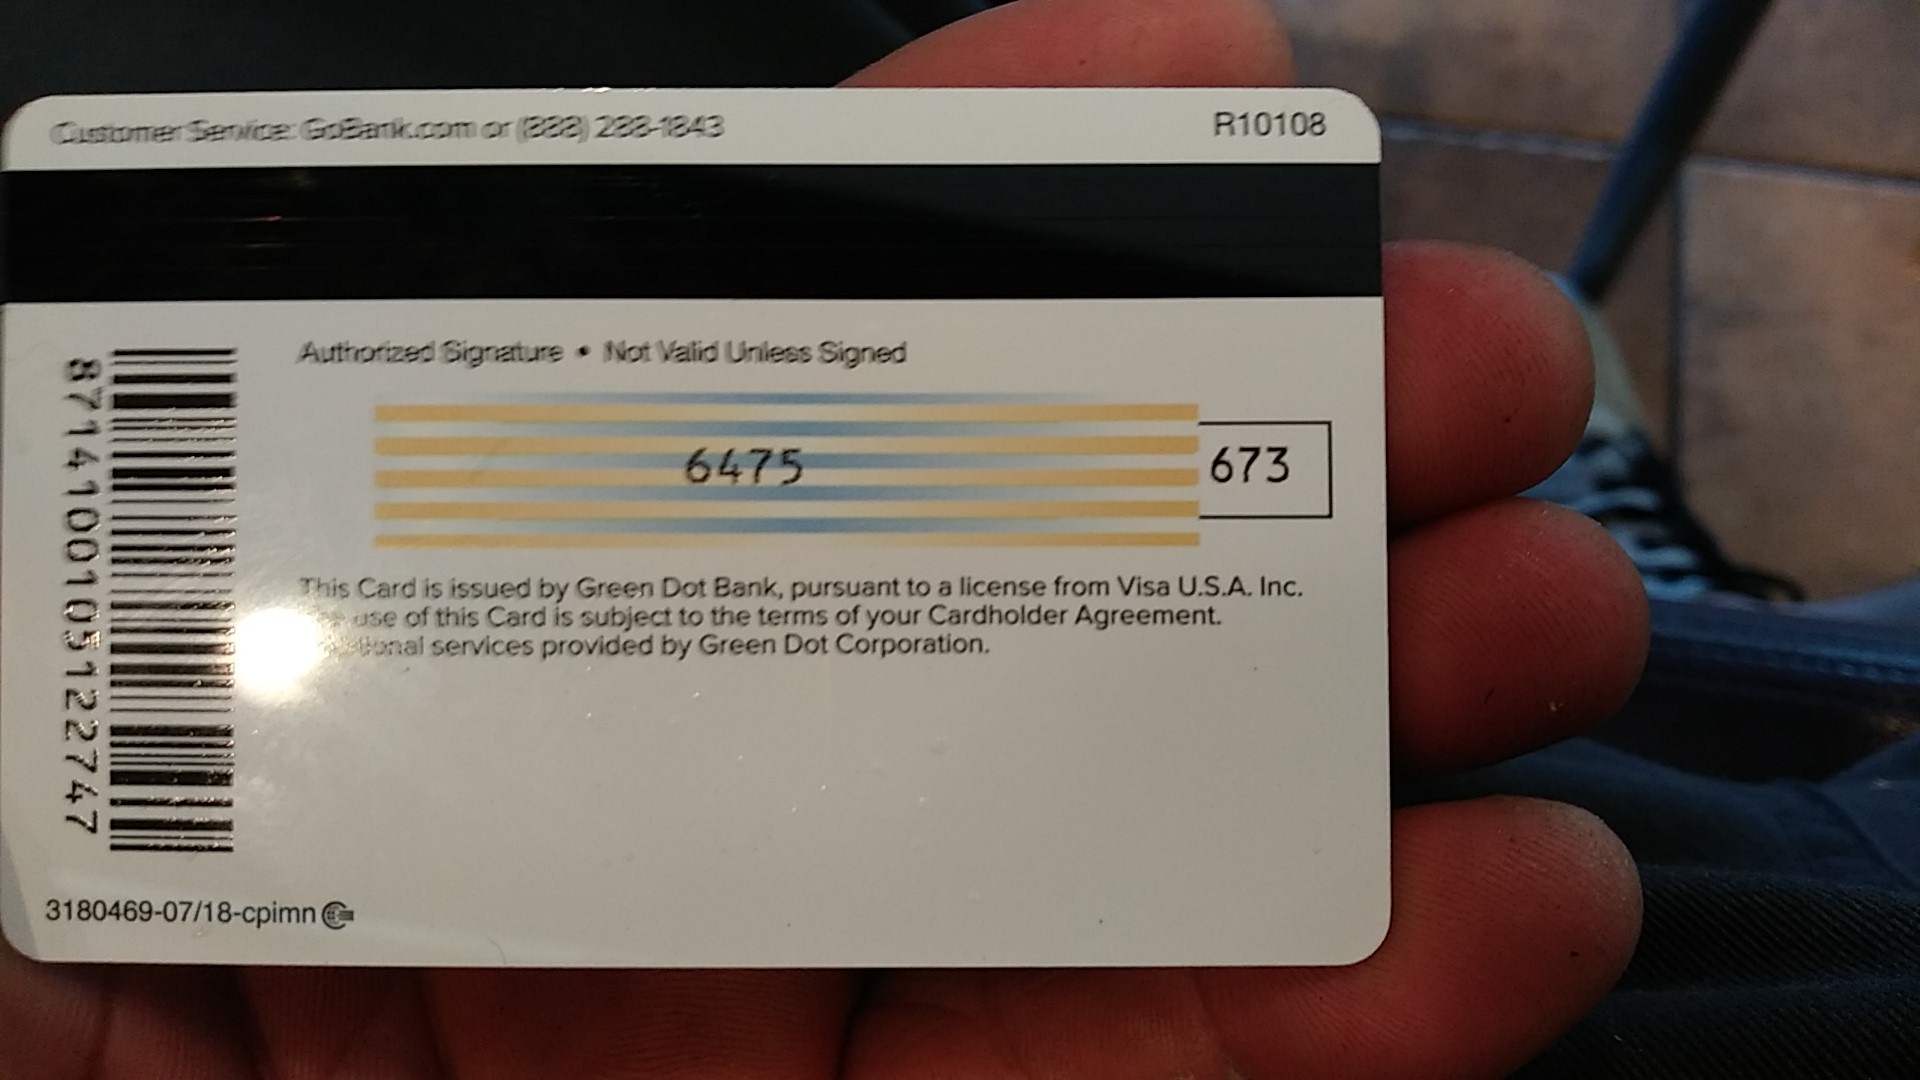 Customer Service: GoBank.com or (888) 288-1843
R10108
Authorized Signature • Not Valid Unless Signed
6475
673
This Card is issued by Green Dot Bank, pursuant to a license from Visa U.S.A. Inc.
use of this Card is subject to the terms of your Cardholder Agreement.
services provided by Green Dot Corporation.
8714100105122747
3180469-07/18-cpimn